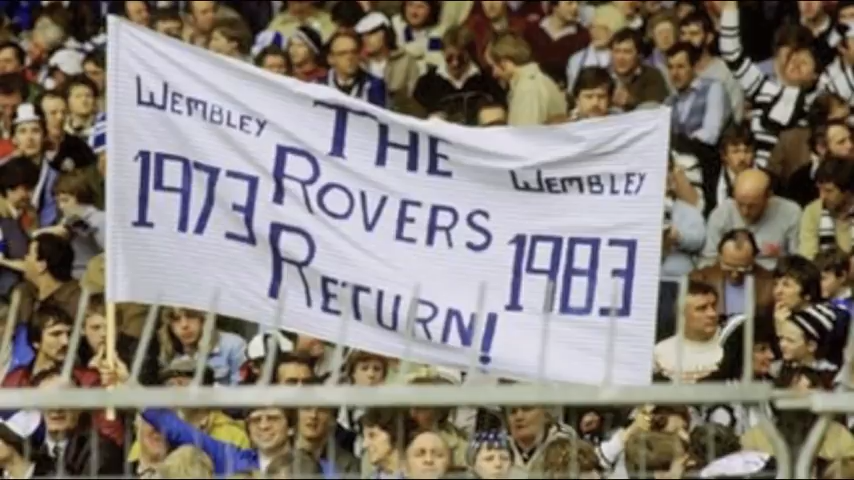 WEMBLEY
1973
THE
ROVERS
RETURN!
WEMBLEY
1983